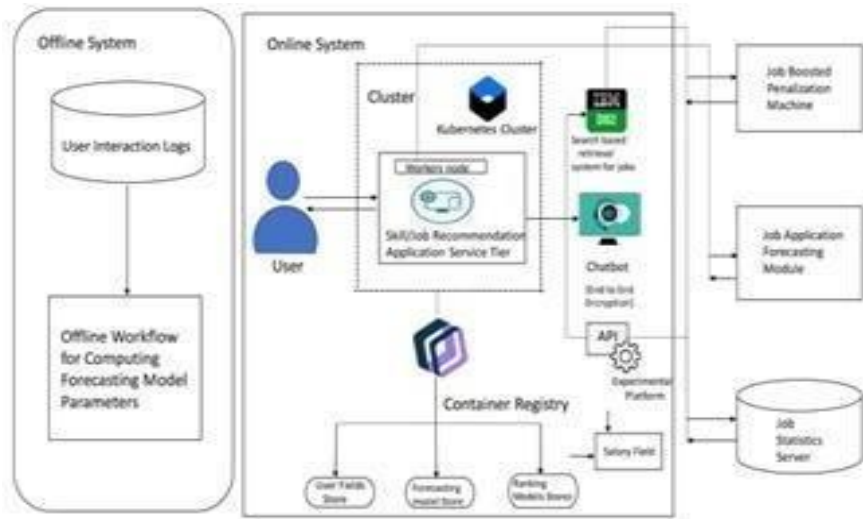 Offline System
User Interaction Logs
Offline Workflow
for Computing
Forecasting Model
Parameters
Online System
Cluster
Kubernetes Cluster
Workers node
Skill/Job Recommendation
Application Service Tier
User
IBM
DB2
Search based
retrieval
system for jobs
Chatbot
(End to End
Encryption)
API
Experimental
Platform
Container Registry
User Fields
Store
Forecasting
model Store
Ranking
Models Stores
Salary Field
Job Boosted
Penalization
Machine
Job Application
Forecasting
Module
Job
Statistics
Server